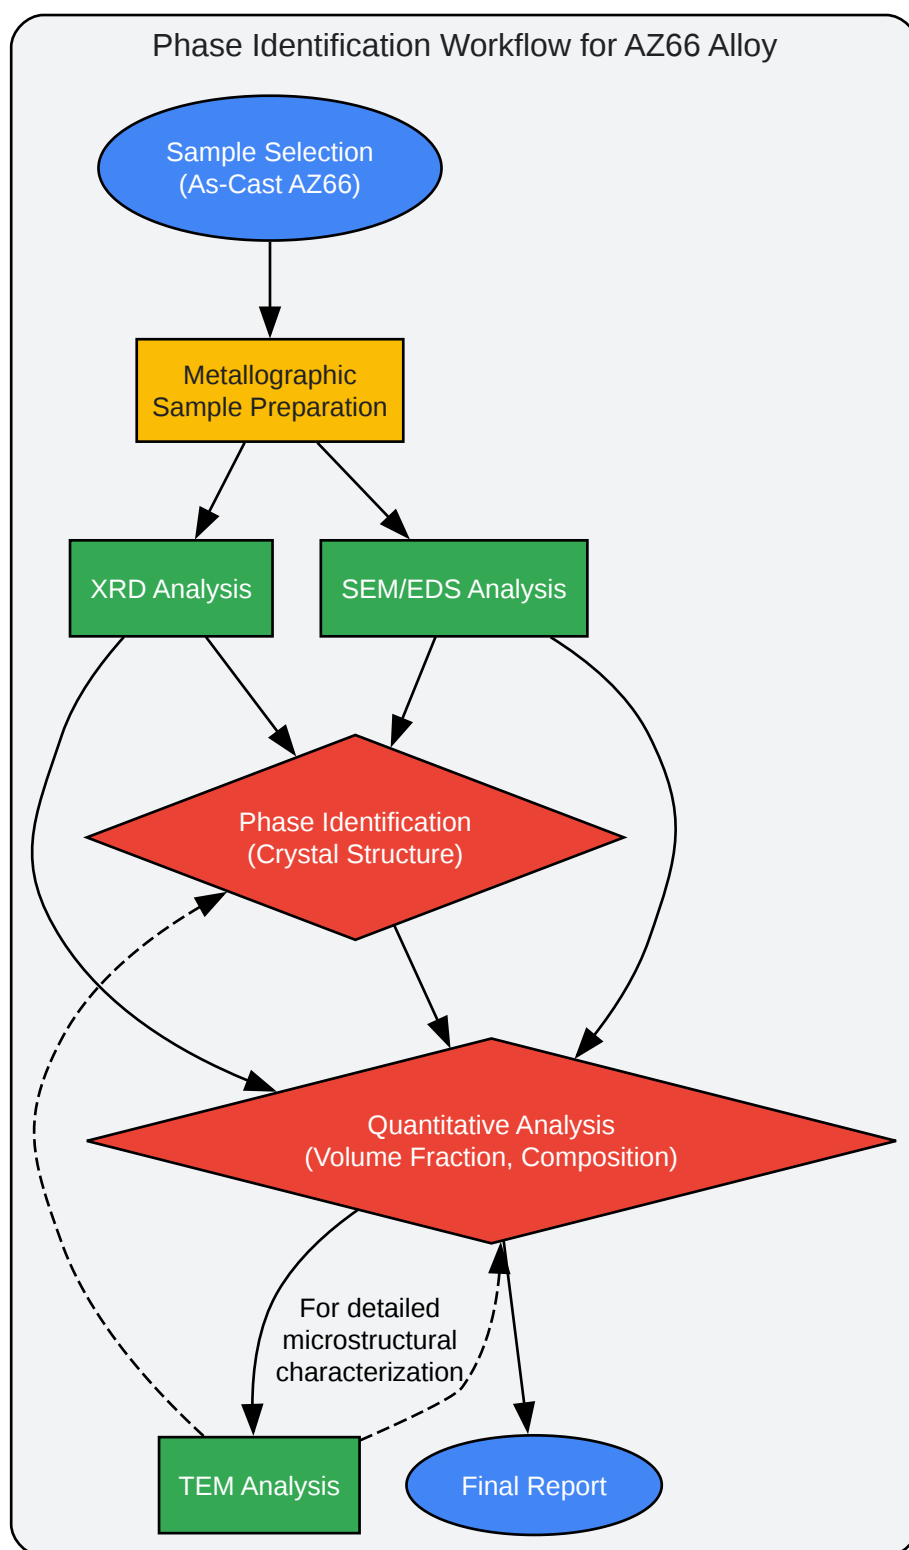 Phase Identification Workflow for AZ66 Alloy
Sample Selection
(As-Cast AZ66)
Metallographic
Sample Preparation
XRD Analysis
SEM/EDS Analysis
Phase Identification
(Crystal Structure)
Quantitative Analysis
(Volume Fraction, Composition)
For detailed
microstructural
characterization
TEM Analysis
Final Report